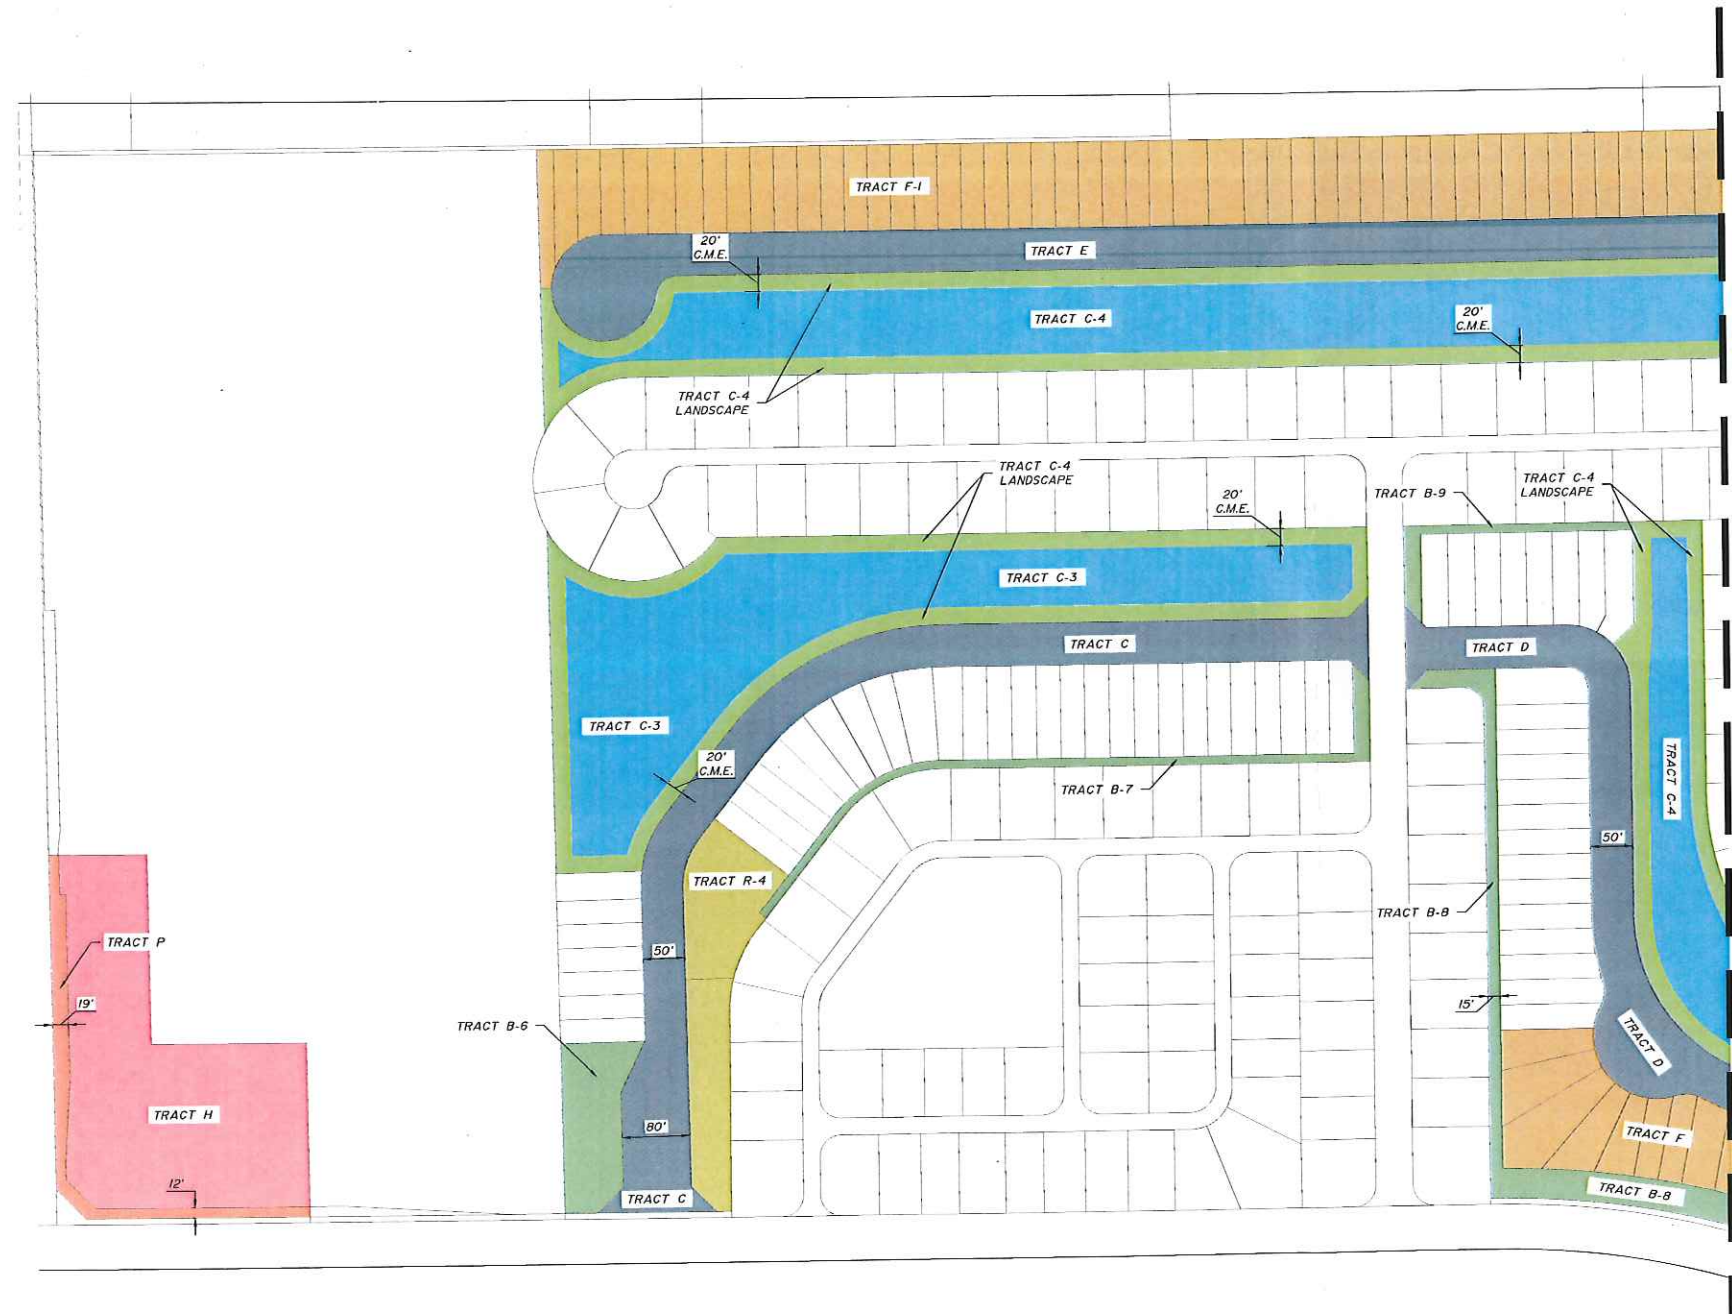 TRACT F-1
20'
C.M.E.
TRACT E
TRACT C-4
20'
C.M.E.
TRACT C-4
LANDSCAPE
TRACT C-4
LANDSCAPE
20'
C.M.E.
TRACT B-9
TRACT C-4
LANDSCAPE
TRACT C-3
TRACT C
TRACT D
TRACT C-3
20'
C.M.E.
TRACT B-7
TRACT C-4
50'
TRACT R-4
TRACT B-8
TRACT P
50'
19'
15'
TRACT B-6
TRACT D
TRACT H
80'
TRACT F
12'
TRACT C
TRACT B-8